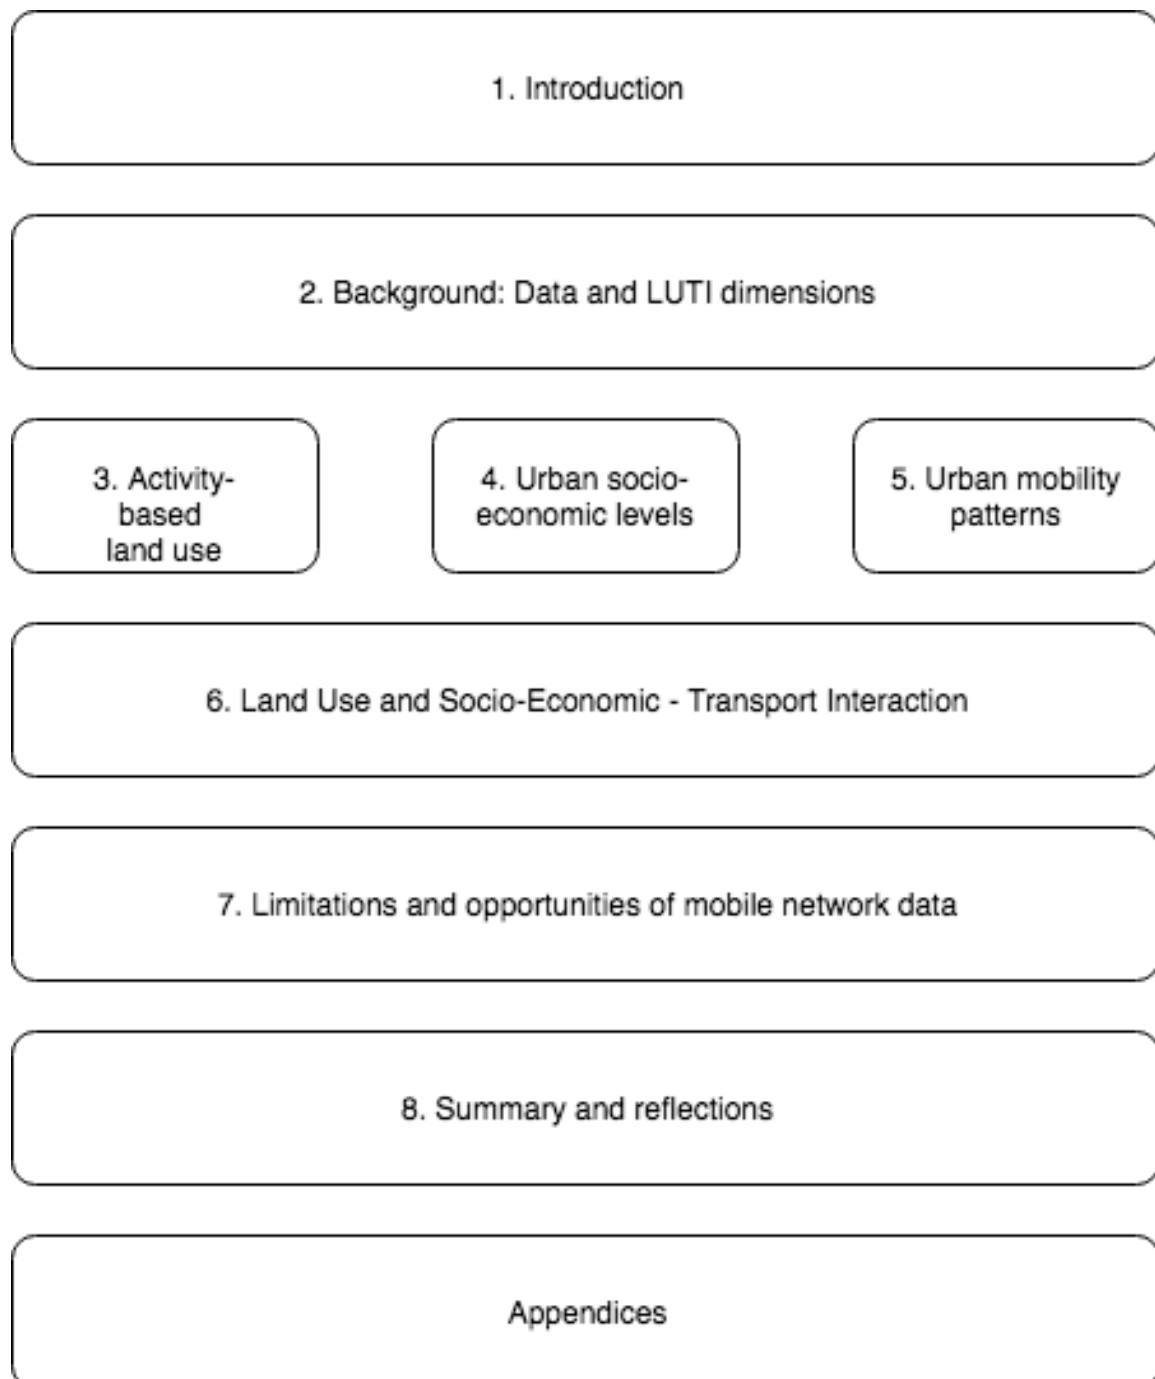 1. Introduction
2. Background: Data and LUTI dimensions
3. Activity-
based
land use
4. Urban socio-
economic levels
5. Urban mobility
patterns
6. Land Use and Socio-Economic - Transport Interaction
7. Limitations and opportunities of mobile network data
8. Summary and reflections
Appendices